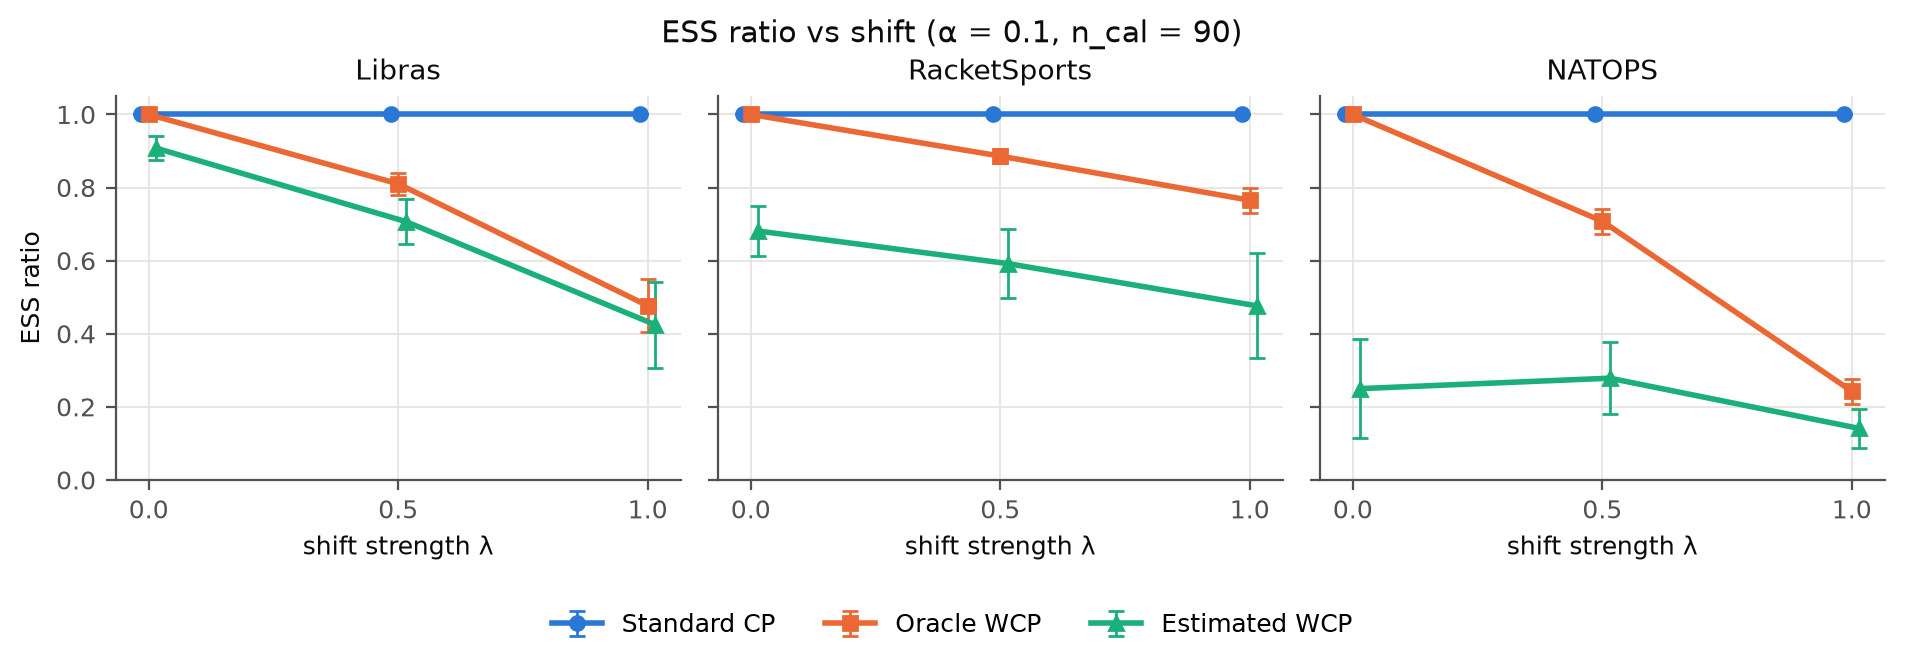 ESS ratio vs shift (α = 0.1, n_cal = 90)
Libras
RacketSports
NATOPS
ESS ratio
1.0
0.8
0.6
0.4
0.2
0.0
0.0 0.5 1.0
0.0 0.5 1.0
0.0 0.5 1.0
shift strength λ
shift strength λ
shift strength λ
Standard CP
Oracle WCP
Estimated WCP